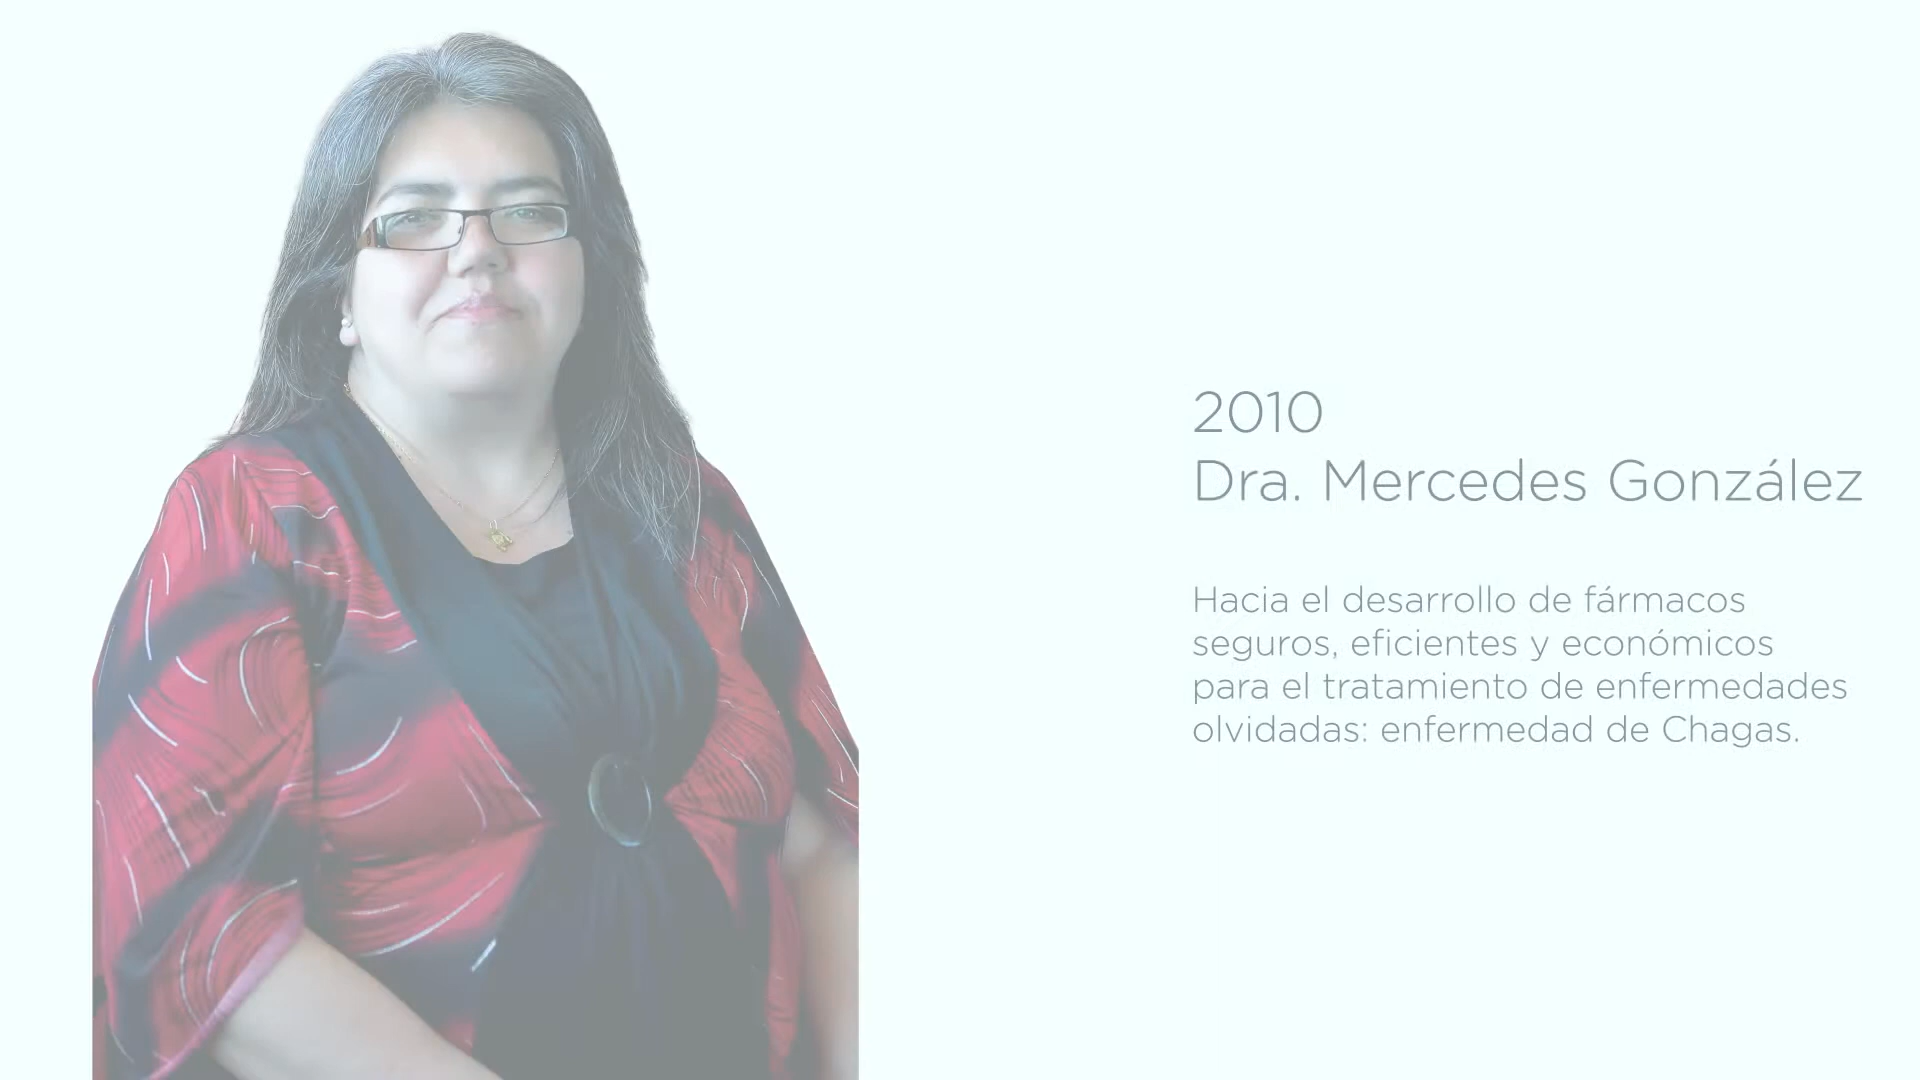 2010
Dra. Mercedes González
Hacia el desarrollo de fármacos
seguros, eficientes y económicos
para el tratamiento de enfermedades
olvidadas: enfermedad de Chagas.